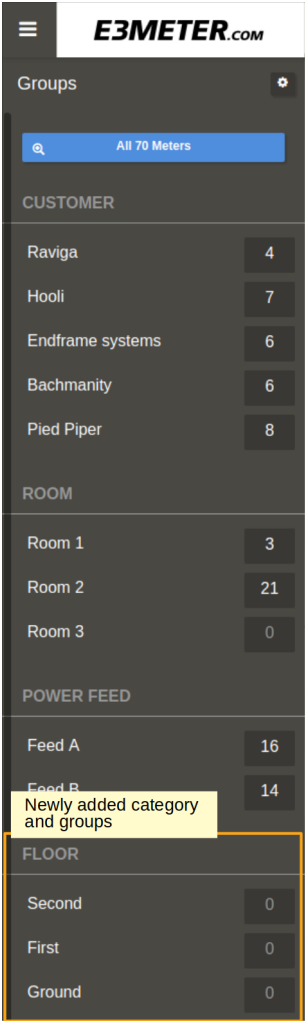 E3METER.COM
Groups
All 70 Meters
CUSTOMER
Raviga 4
Hooli 7
Endframe systems 6
Bachmanity 6
Pied Piper 8
ROOM
Room 1 3
Room 2 21
Room 3 0
POWER FEED
Feed A 16
Feed B 14
Newly added category
and groups
FLOOR
Second 0
First 0
Ground 0